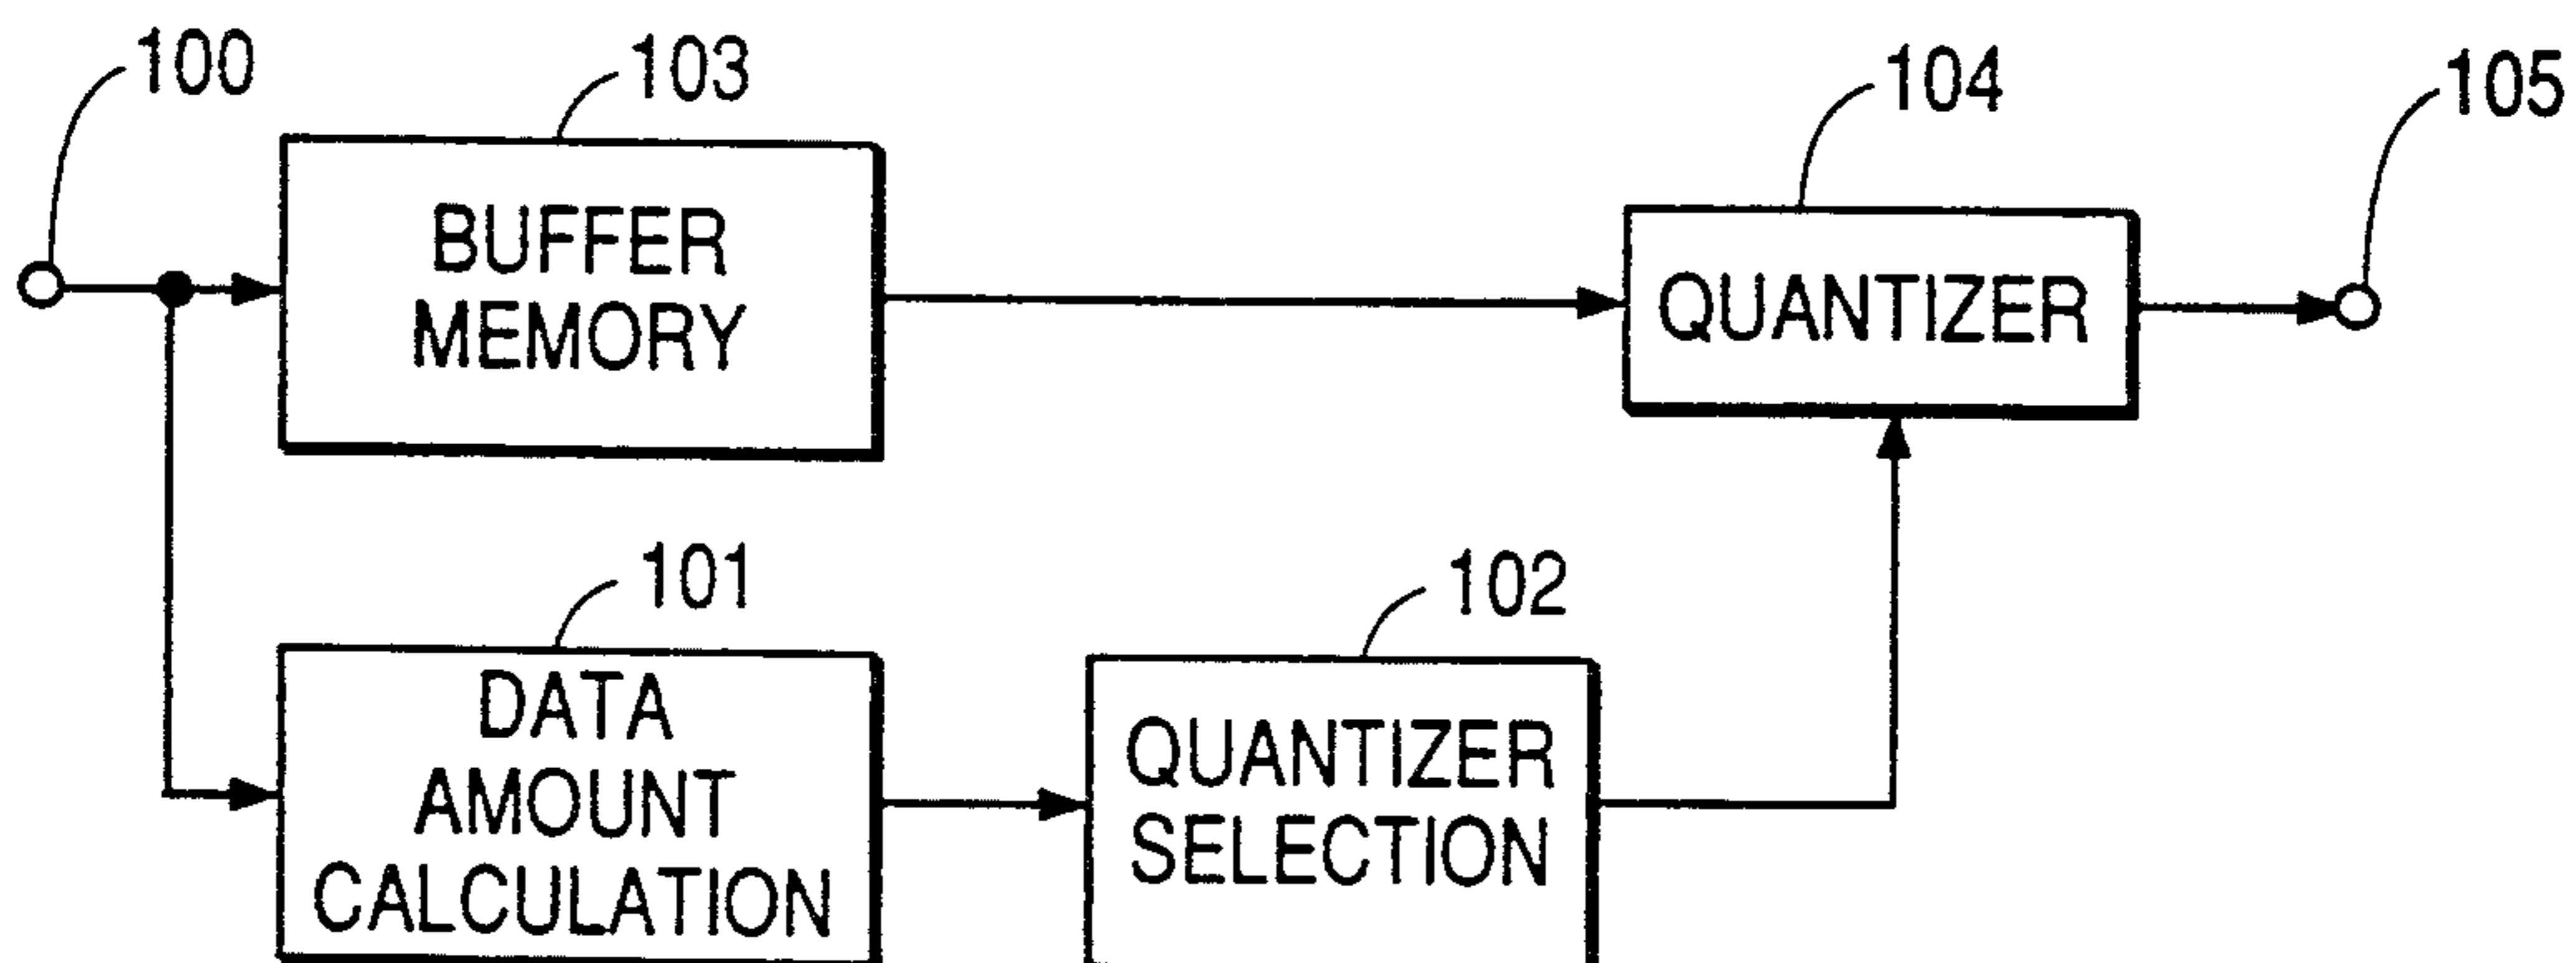 100
103
104
105
BUFFER
MEMORY
QUANTIZER
101
102
DATA
AMOUNT
CALCULATION
QUANTIZER
SELECTION